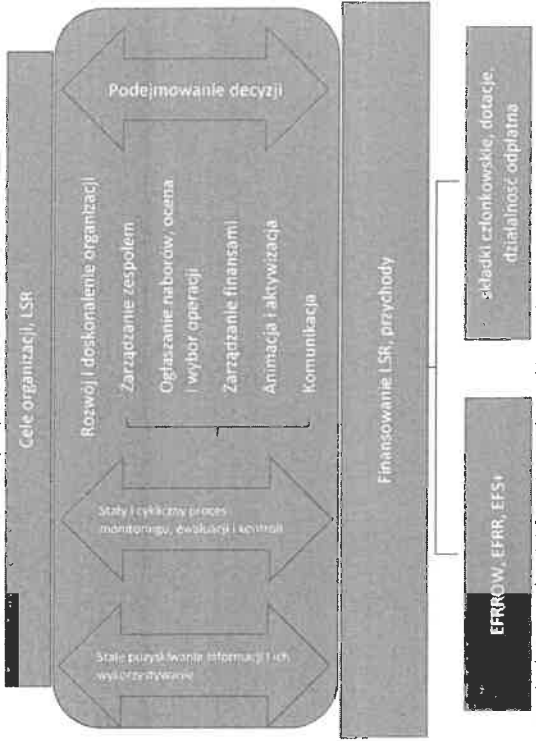 Cele organizacji, LSR
Stałe pozyskiwanie informacji i ich
wykorzystywanie
Stały i cykliczny proces
monitoringu, ewaluacji i kontroli
Rozwój i doskonalenie organizacji
Zarządzanie zespołem
Ogłaszanie naborów, ocena
i wybór operacji
Zarządzanie finansami
Animacja i aktywizacja
Komunikacja
Podejmowanie decyzji
Finansowanie LSR, przychody
EFRROW, EFRR, EFS+
składki członkowskie, dotacje,
działalność odpłatna